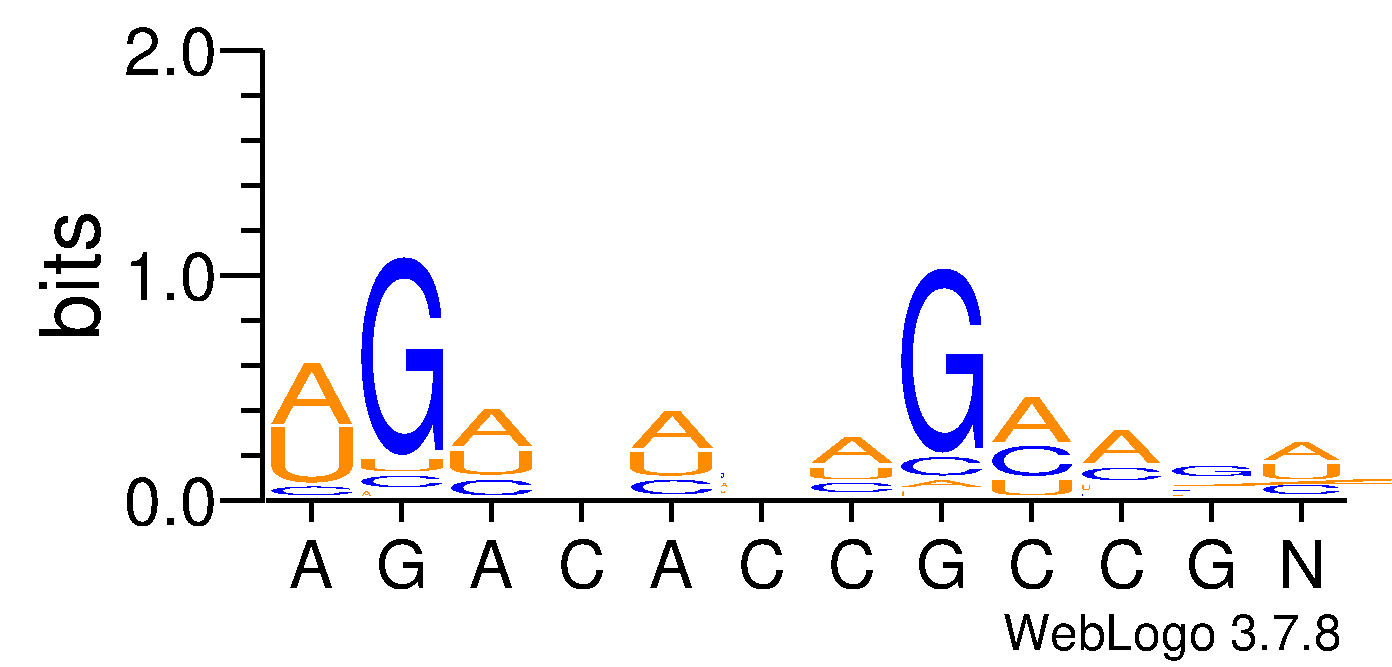 2.0
1.0
0.0
bits
A G A A A G A A G A
U U U U C C U
C C C C C C
A G A C A C C G C C G N
WebLogo 3.7.8